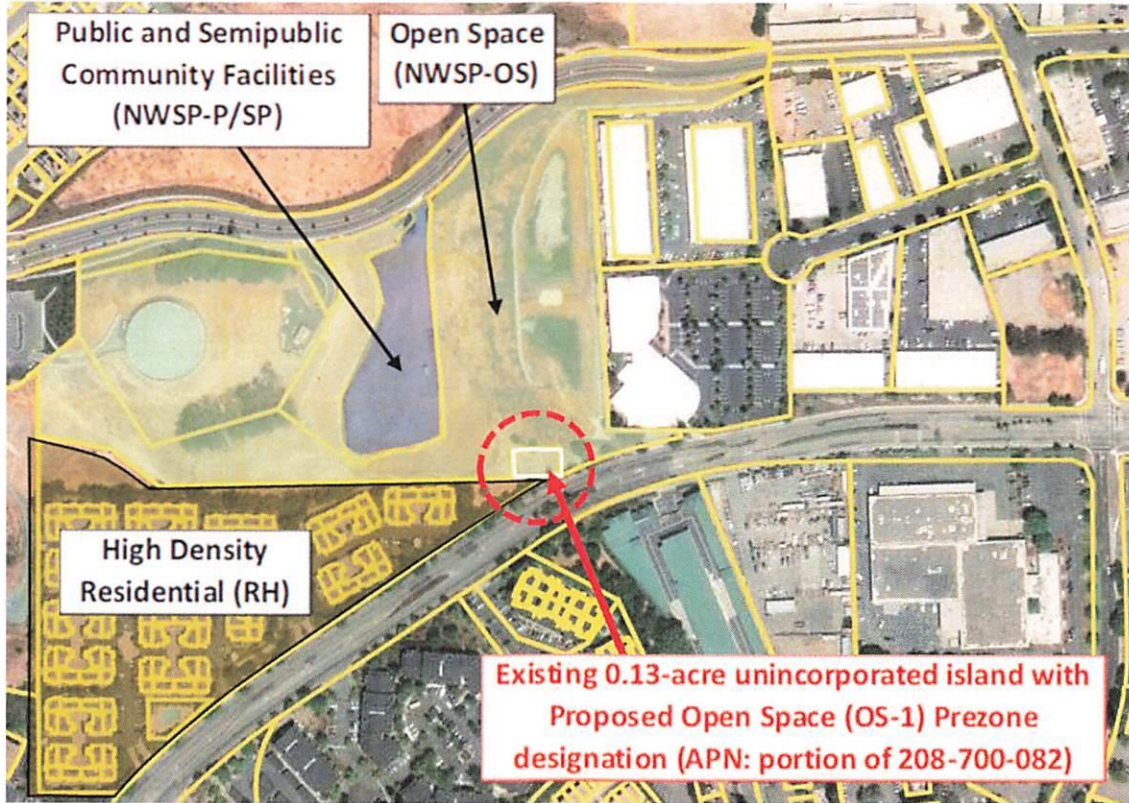 Public and Semipublic
Community Facilities
(NWSP-P/SP)
Open Space
(NWSP-OS)
High Density
Residential (RH)
Existing 0.13-acre unincorporated island with
Proposed Open Space (OS-1) Prezone
designation (APN: portion of 208-700-082)